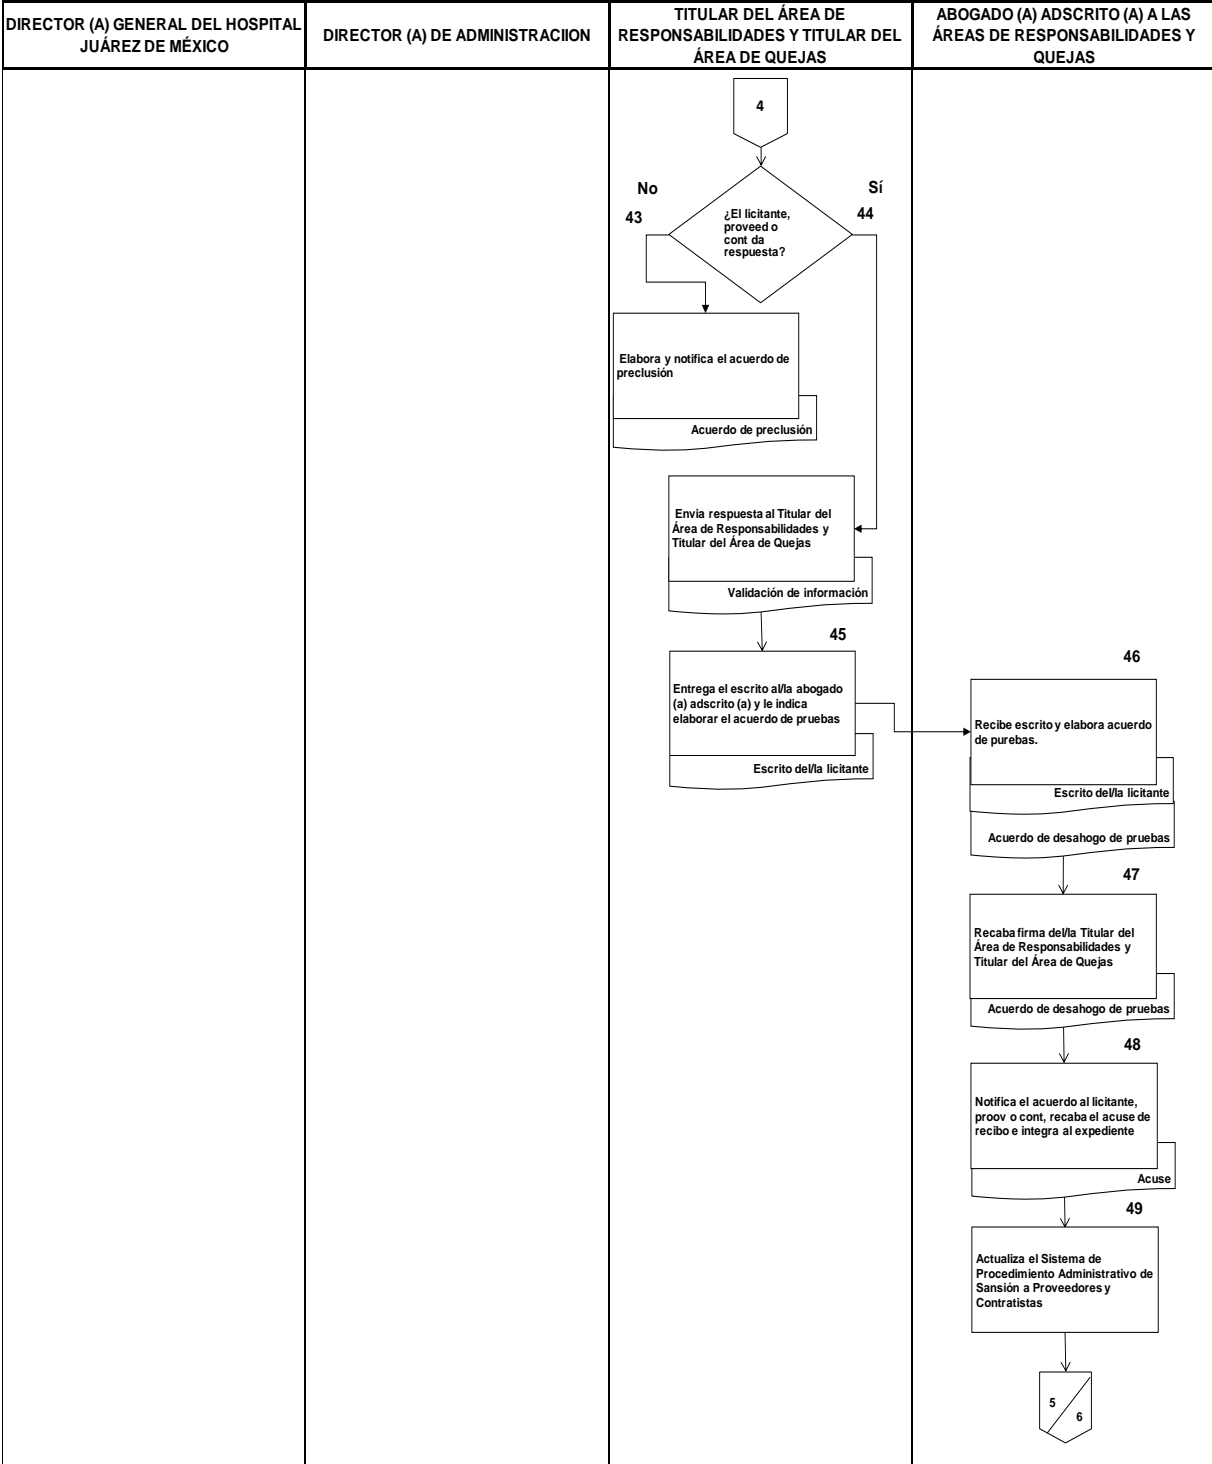 DIRECTOR (A) GENERAL DEL HOSPITAL
JUÁREZ DE MÉXICO
DIRECTOR (A) DE ADMINISTRACIION
TITULAR DEL ÁREA DE
RESPONSABILIDADES Y TITULAR DEL
ÁREA DE QUEJAS
ABOGADO (A) ADSCRITO (A) A LAS
ÁREAS DE RESPONSABILIDADES Y
QUEJAS
4
No
Sí
43
44
¿El licitante,
proveed o
cont da
respuesta?
Elabora y notifica el acuerdo de
preclusión
Acuerdo de preclusión
Envia respuesta al Titular del
Área de Responsabilidades y
Titular del Área de Quejas
Validación de información
45
Entrega el escrito al/la abogado
(a) adscrito (a) y le indica
elaborar el acuerdo de pruebas
Escrito del/la licitante
46
Recibe escrito y elabora acuerdo
de purebas.
Escrito del/la licitante
Acuerdo de desahogo de pruebas
47
Recaba firma del/la Titular del
Área de Responsabilidades y
Titular del Área de Quejas
Acuerdo de desahogo de pruebas
48
Notifica el acuerdo al licitante,
proov o cont, recaba el acuse de
recibo e integra al expediente
Acuse
49
Actualiza el Sistema de
Procedimiento Administrativo de
Sansión a Proveedores y
Contratistas
5
6